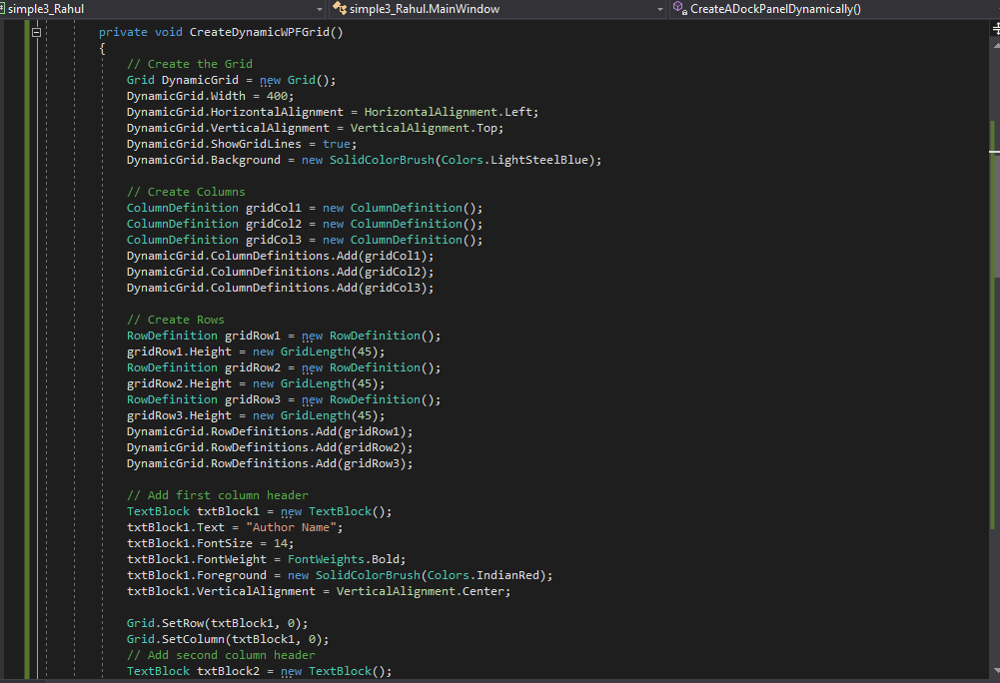 simple3_Rahul simple3_Rahul.MainWindow CreateADockPanelDynamically()
private void CreateDynamicWPFGrid()
{
// Create the Grid
Grid DynamicGrid = new Grid();
DynamicGrid.Width = 400;
DynamicGrid.HorizontalAlignment = HorizontalAlignment.Left;
DynamicGrid.VerticalAlignment = VerticalAlignment.Top;
DynamicGrid.ShowGridLines = true;
DynamicGrid.Background = new SolidColorBrush(Colors.LightSteelBlue);

// Create Columns
ColumnDefinition gridCol1 = new ColumnDefinition();
ColumnDefinition gridCol2 = new ColumnDefinition();
ColumnDefinition gridCol3 = new ColumnDefinition();
DynamicGrid.ColumnDefinitions.Add(gridCol1);
DynamicGrid.ColumnDefinitions.Add(gridCol2);
DynamicGrid.ColumnDefinitions.Add(gridCol3);

// Create Rows
RowDefinition gridRow1 = new RowDefinition();
gridRow1.Height = new GridLength(45);
RowDefinition gridRow2 = new RowDefinition();
gridRow2.Height = new GridLength(45);
RowDefinition gridRow3 = new RowDefinition();
gridRow3.Height = new GridLength(45);
DynamicGrid.RowDefinitions.Add(gridRow1);
DynamicGrid.RowDefinitions.Add(gridRow2);
DynamicGrid.RowDefinitions.Add(gridRow3);

// Add first column header
TextBlock txtBlock1 = new TextBlock();
txtBlock1.Text = "Author Name";
txtBlock1.FontSize = 14;
txtBlock1.FontWeight = FontWeights.Bold;
txtBlock1.Foreground = new SolidColorBrush(Colors.IndianRed);
txtBlock1.VerticalAlignment = VerticalAlignment.Center;

Grid.SetRow(txtBlock1, 0);
Grid.SetColumn(txtBlock1, 0);
// Add second column header
TextBlock txtBlock2 = new TextBlock();